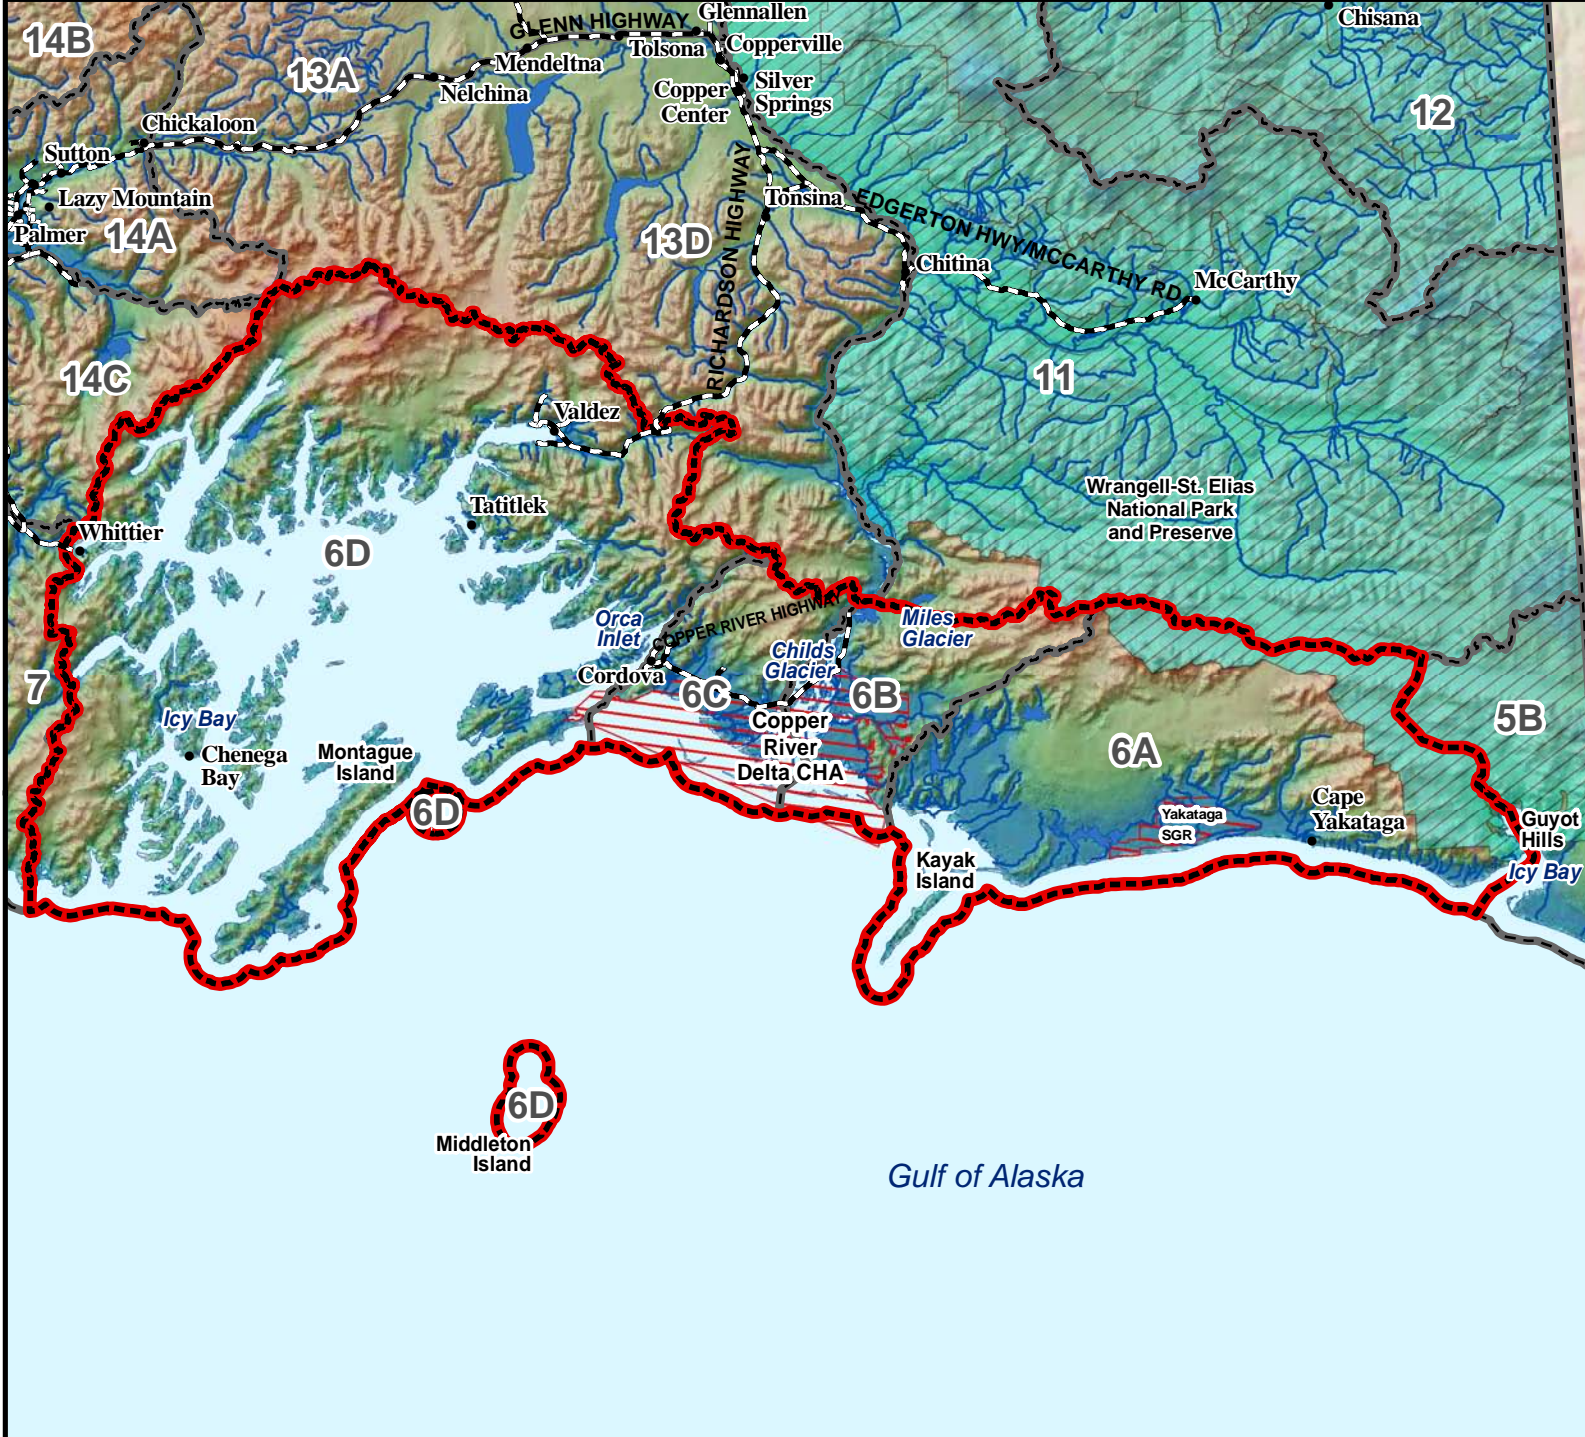 14B
GLENN HIGHWAY
Glennallen
Chisana
13A
Mendeltna
Tolsona
Copperville
Nelchina
Copper
Center
Silver
Springs
12
Chickaloon
Sutton
Lazy Mountain
Palmer
14A
13D
RICHARDSON HIGHWAY
Tonsina
EDGERTON HWY/MCCARTHY RD
Chitina
McCarthy
14C
11
Valdez
Wrangell-St. Elias
National Park
and Preserve
Tatitlek
Whittier
6D
Orca
Inlet
COPPER RIVER HIGHWAY
Miles
Glacier
Childs
Glacier
Cordova
7
6C
6B
5B
Icy Bay
Chenega
Bay
Montague
Island
Copper
River
Delta CHA
6A
6D
Yakataga
SGR
Cape
Yakataga
Guyot
Hills
Icy Bay
Kayak
Island
6D
Middleton
Island
Gulf of Alaska